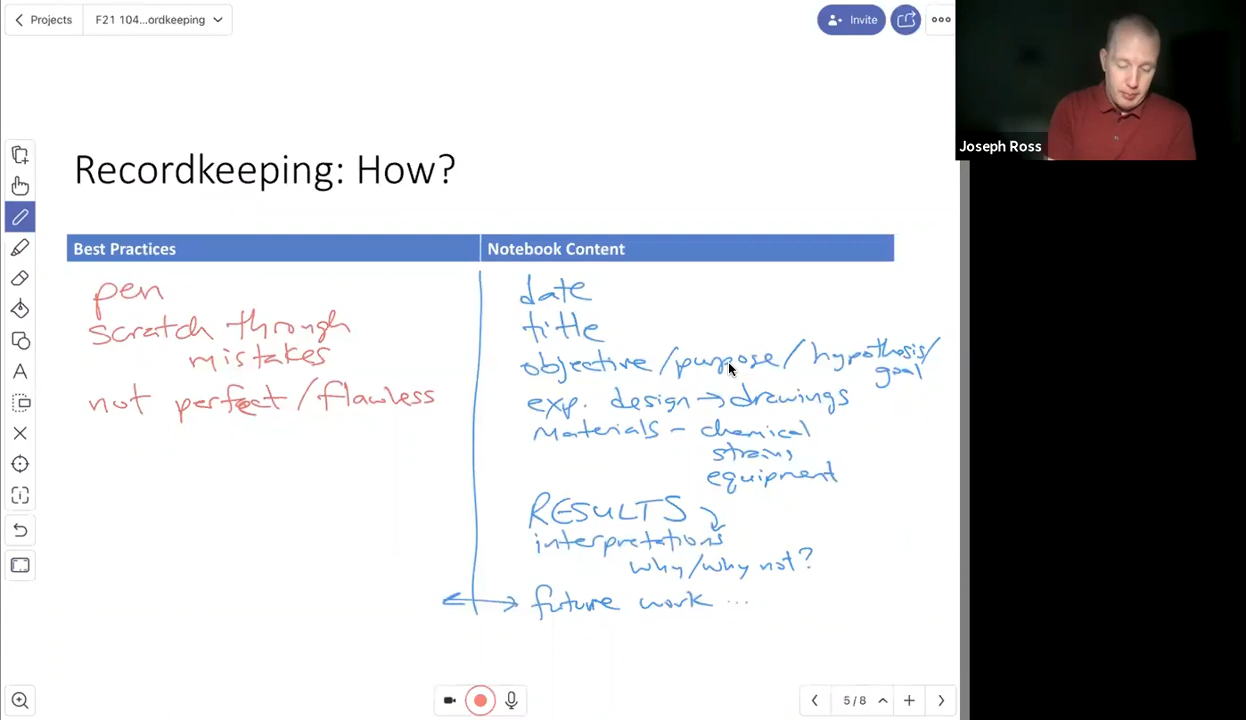 Projects
F21 104...ordkeeping
Invite
Joseph Ross
Recordkeeping: How?
Best Practices
pen
scratch through
mistakes
not perfect/flawless
Notebook Content
date
title
objective/purpose/hypothesis/
goal
exp. design → drawings
materials - chemical
strains
equipment
RESULTS
interpretations
why/why not?
future work ...
5/8